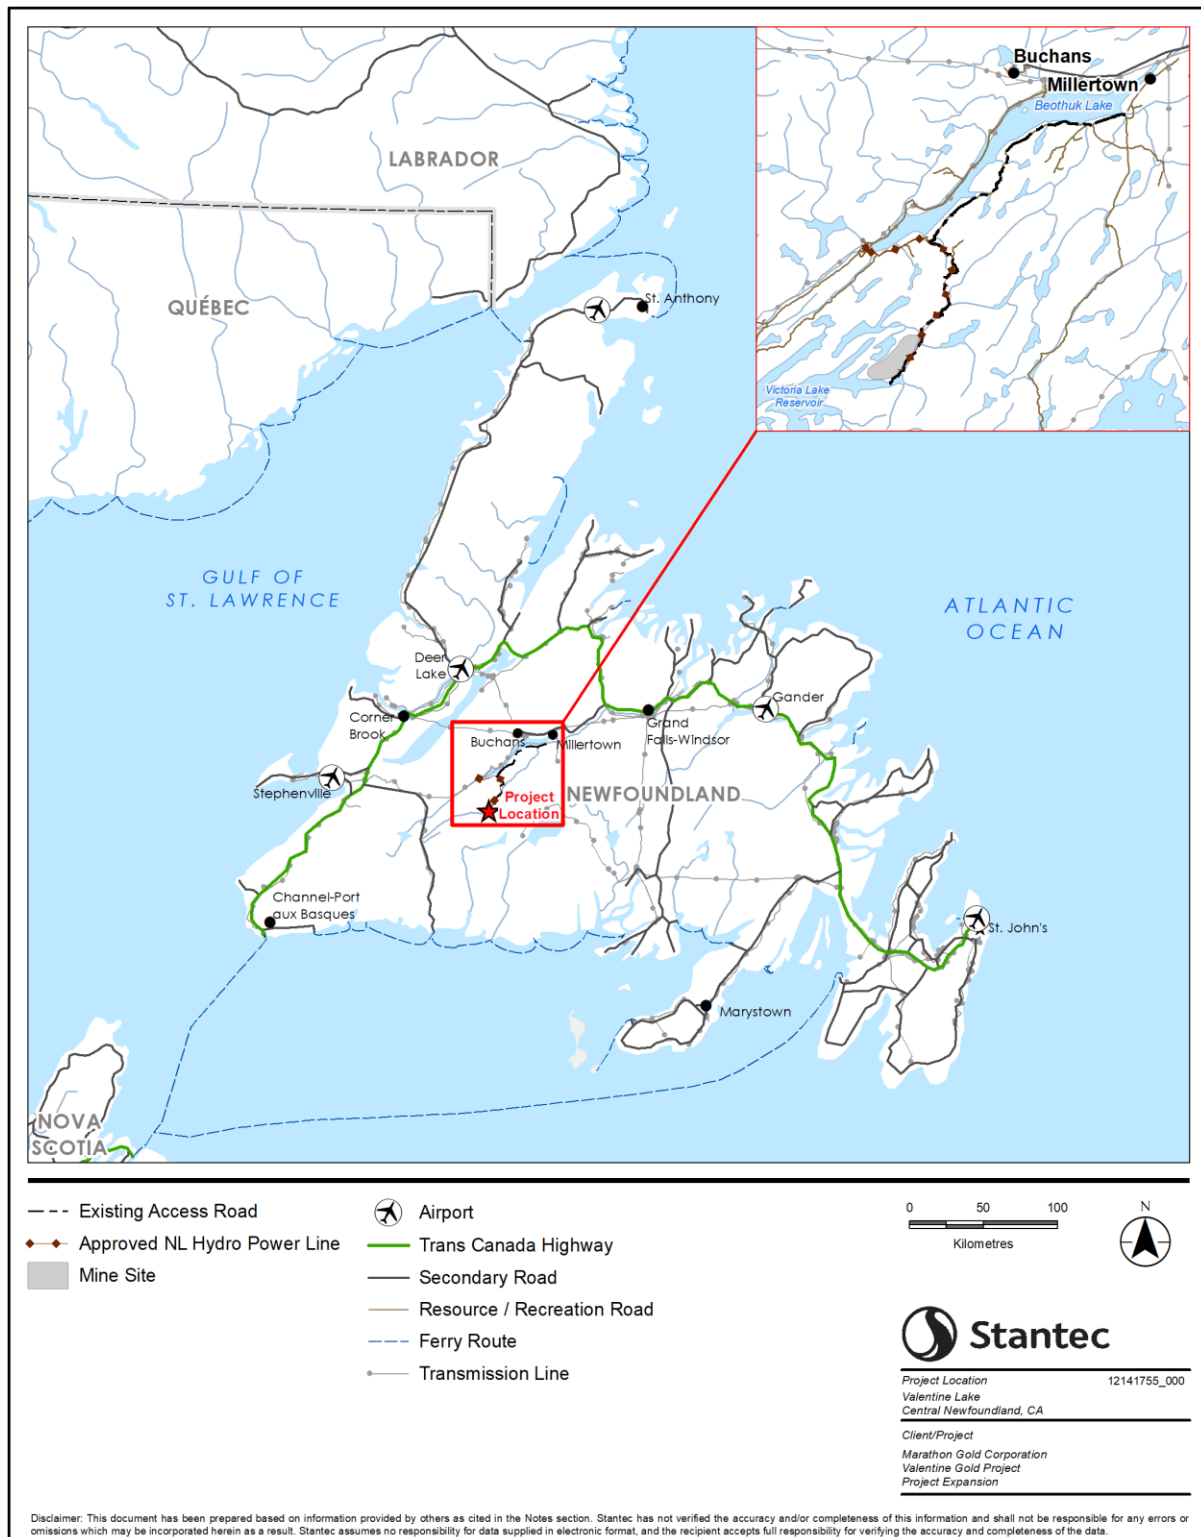 Buchans
Millertown
Beothuk Lake
Victoria Lake
Reservoir
LABRADOR
QUÉBEC
St. Anthony
GULF OF
ST. LAWRENCE
ATLANTIC
OCEAN
Deer
Lake
Corner
Brook
Gander
Grand
Falls-Windsor
Buchans
Millertown
Stephenville
Project
Location
NEWFOUNDLAND
Channel-Port
aux Basques
St. John's
Marystown
NOVA
SCOTIA
Existing Access Road
Approved NL Hydro Power Line
Mine Site
Airport
Trans Canada Highway
Secondary Road
Resource / Recreation Road
Ferry Route
Transmission Line
0 50 100
Kilometres
N
Stantec
Project Location 12141755_000
Valentine Lake
Central Newfoundland, CA
Client/Project
Marathon Gold Corporation
Valentine Gold Project
Project Expansion
Disclaimer: This document has been prepared based on information provided by others as cited in the Notes section. Stantec has not verified the accuracy and/or completeness of this information and shall not be responsible for any errors or
omissions which may be incorporated herein as a result. Stantec assumes no responsibility for data supplied in electronic format, and the recipient accepts full responsibility for verifying the accuracy and completeness of the data.